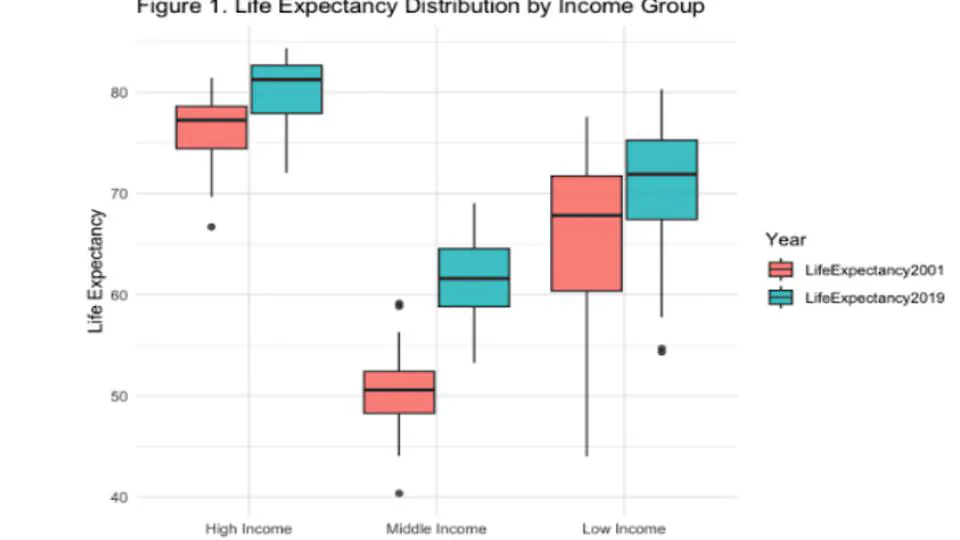 Figure 1. Life Expectancy Distribution by Income Group
80
70
60
50
40
Life Expectancy
High Income
Middle Income
Low Income
Year
LifeExpectancy2001
LifeExpectancy2019